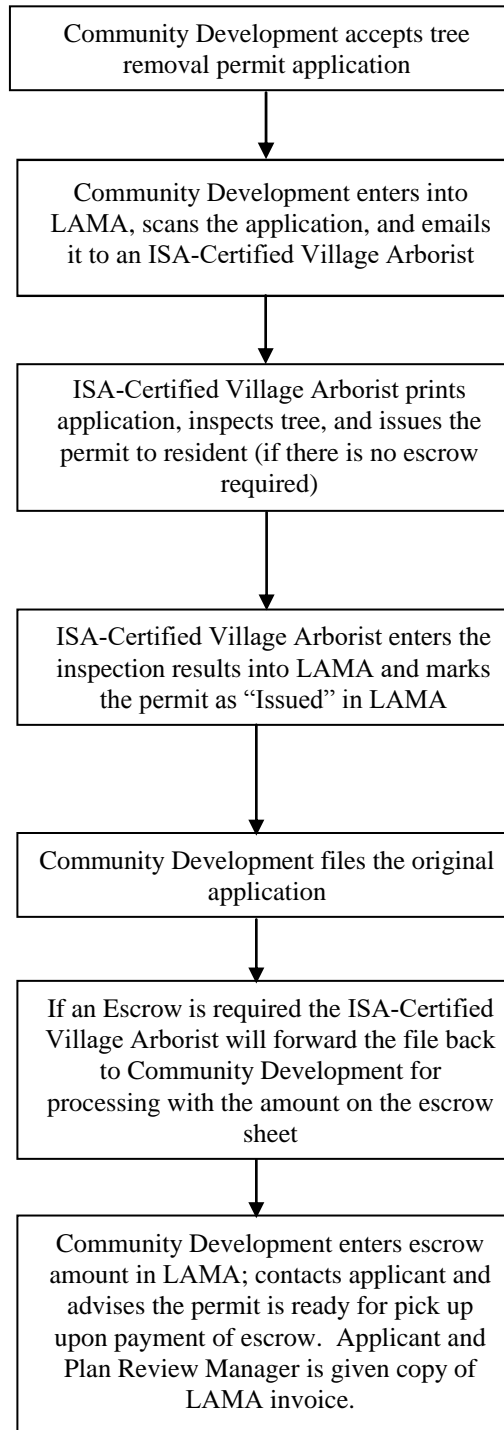 Community Development accepts tree
removal permit application
Community Development enters into
LAMA, scans the application, and emails
it to an ISA-Certified Village Arborist
ISA-Certified Village Arborist prints
application, inspects tree, and issues the
permit to resident (if there is no escrow
required)
ISA-Certified Village Arborist enters the
inspection results into LAMA and marks
the permit as “Issued” in LAMA
Community Development files the original
application
If an Escrow is required the ISA-Certified
Village Arborist will forward the file back
to Community Development for
processing with the amount on the escrow
sheet
Community Development enters escrow
amount in LAMA; contacts applicant and
advises the permit is ready for pick up
upon payment of escrow.  Applicant and
Plan Review Manager is given copy of
LAMA invoice.